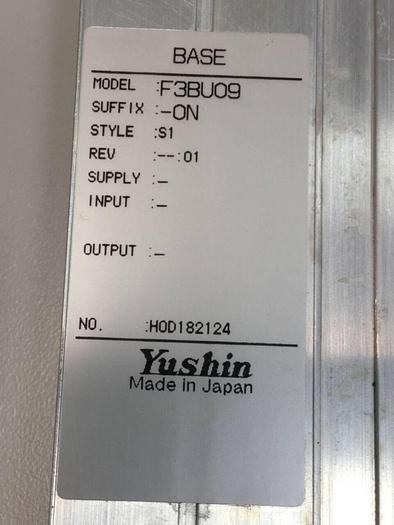 BASE
MODEL :F3BU09
SUFFIX :-0N
STYLE :S1
REV :--:01
SUPPLY :-
INPUT :-
OUTPUT :-
NO. :H0D182124
Yushin
Made in Japan